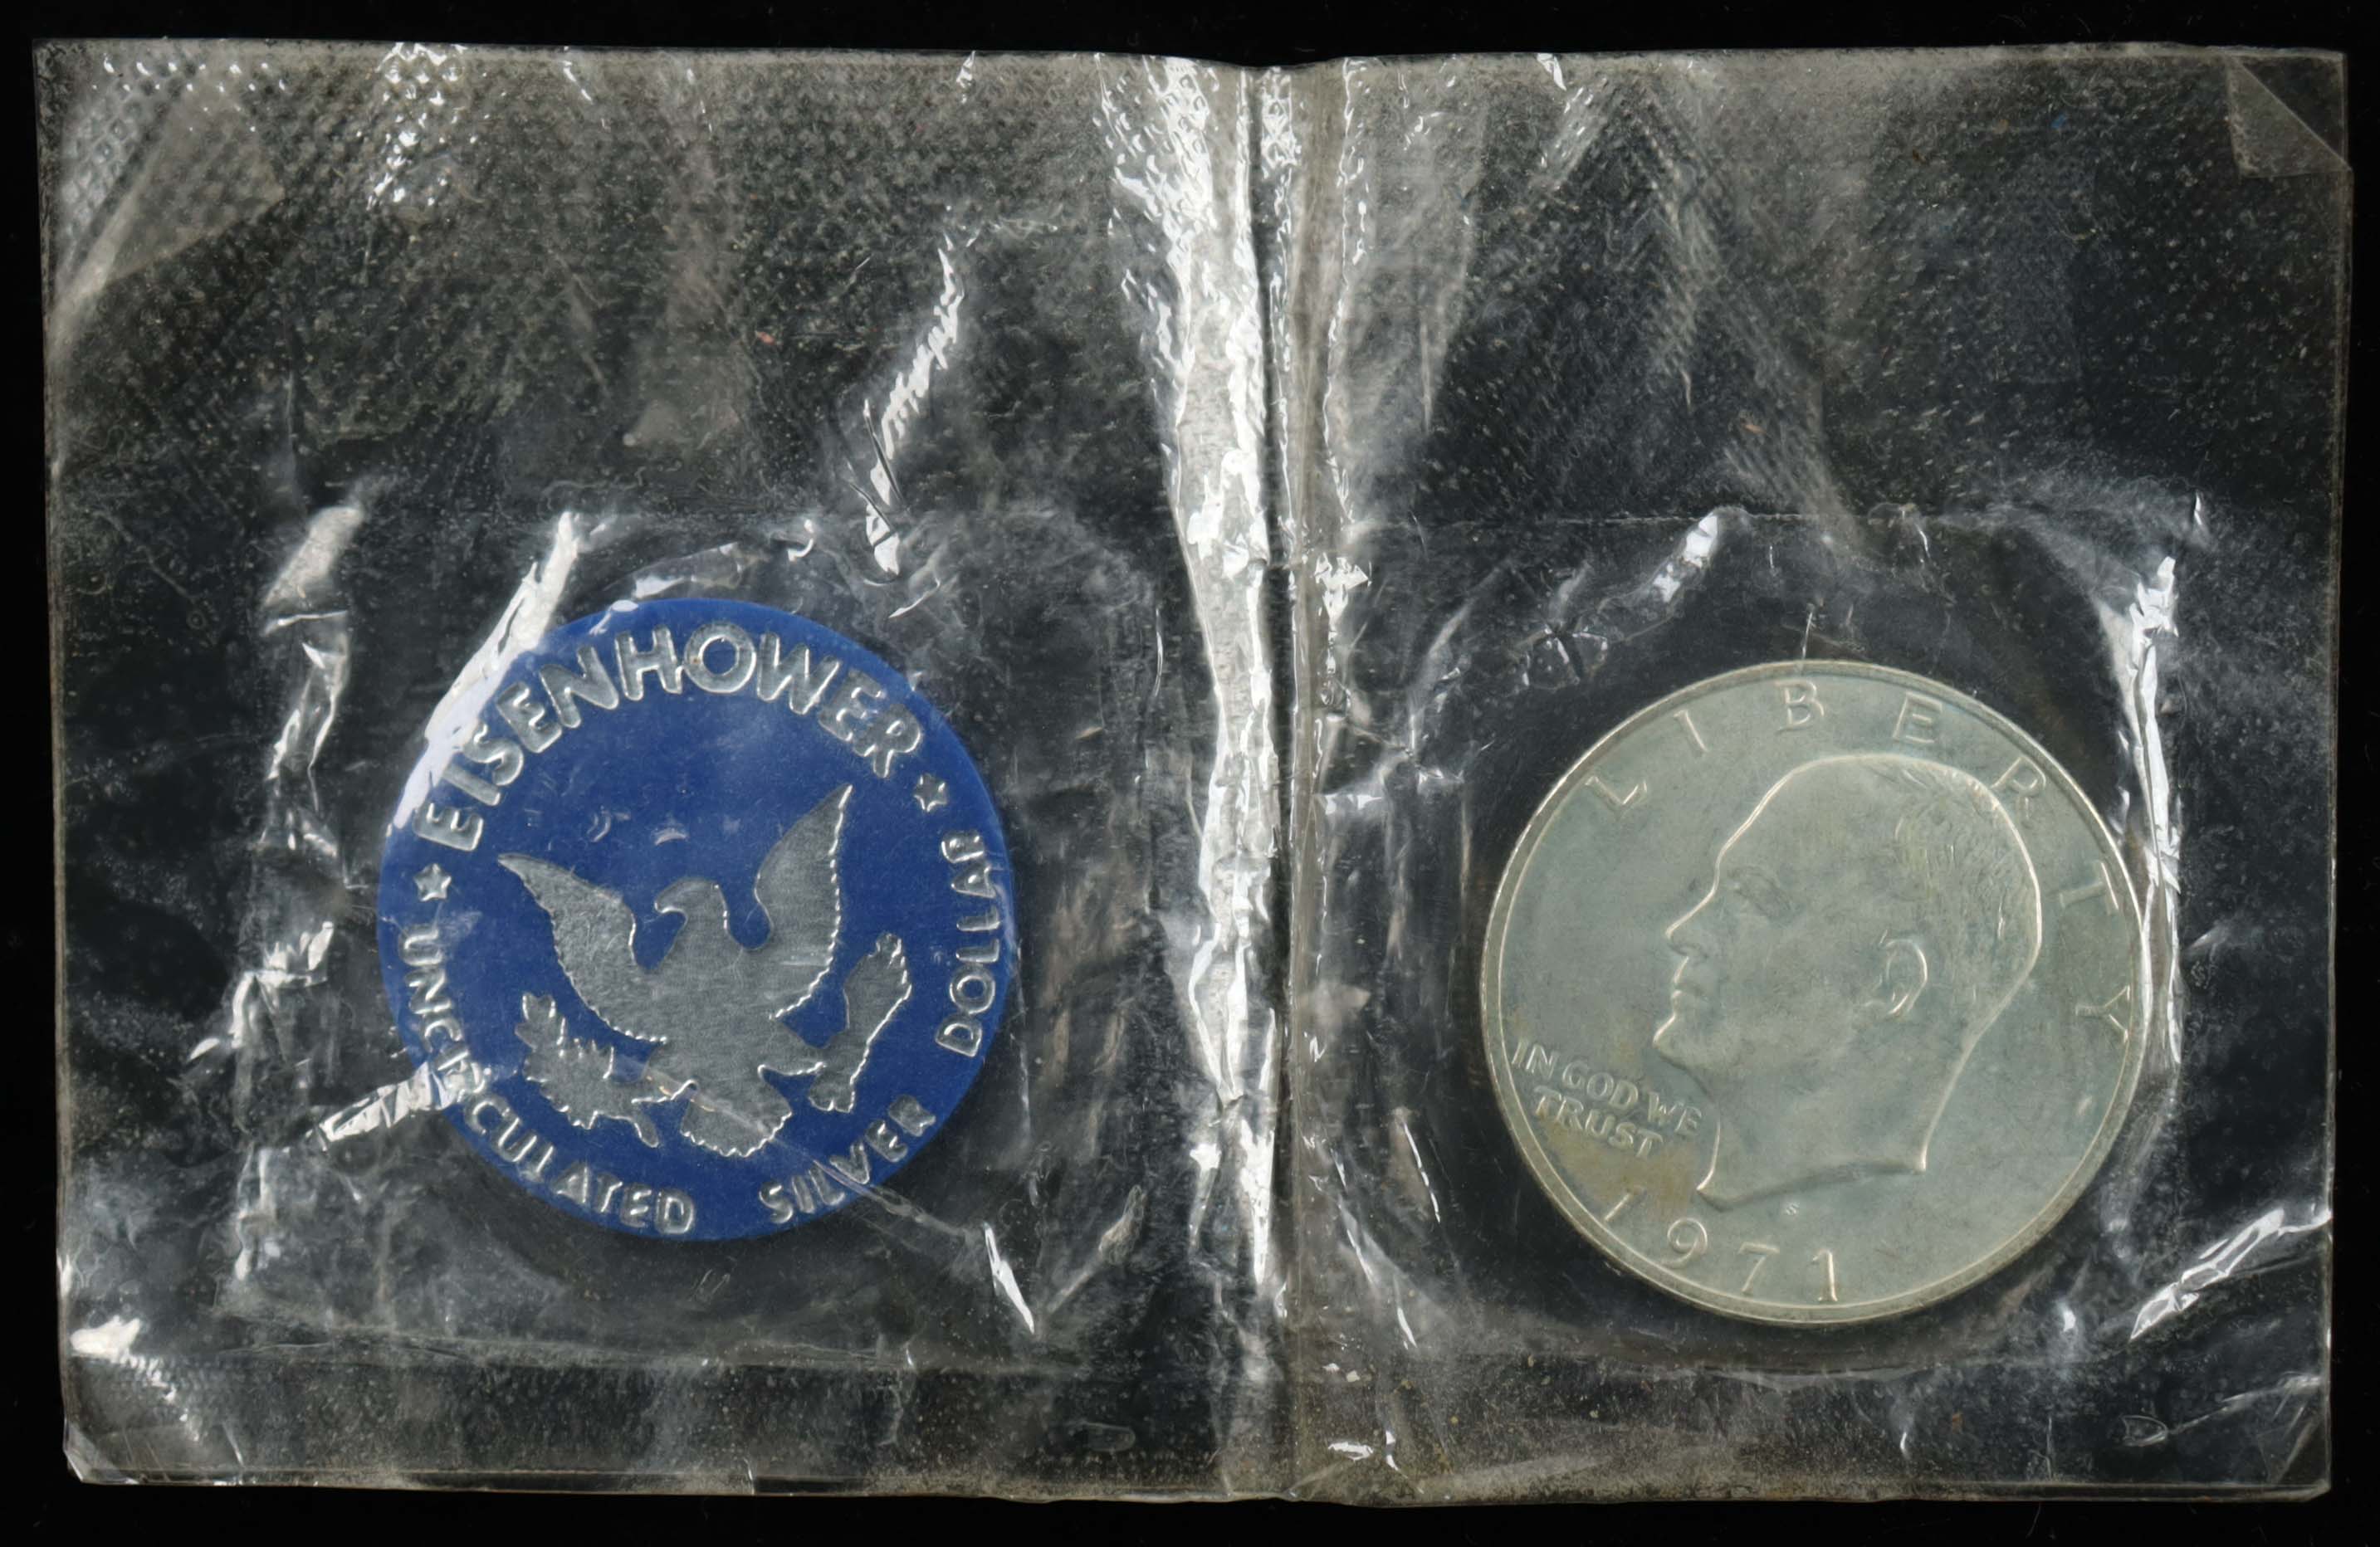 ★ EISENHOWER ★
UNCIRCULATED SILVER DOLLAR
LIBERTY
IN GOD WE
TRUST
S
1971